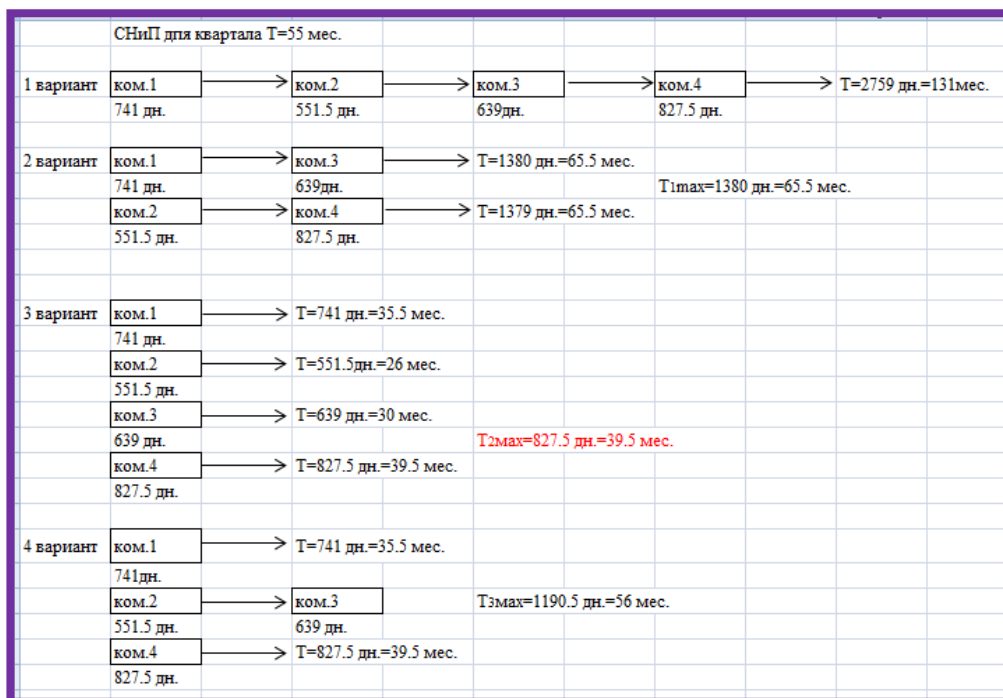 СНиП для квартала Т=55 мес.
1 вариант ком.1 ком.2 ком.3 ком.4 Т=2759 дн.=131мес.
741 дн. 551.5 дн. 639дн. 827.5 дн.
2 вариант ком.1 ком.3 Т=1380 дн.=65.5 мес.
741 дн. 639дн. Т1max=1380 дн.=65.5 мес.
ком.2 ком.4 Т=1379 дн.=65.5 мес.
551.5 дн. 827.5 дн.
3 вариант ком.1 Т=741 дн.=35.5 мес.
741 дн.
ком.2 Т=551.5дн.=26 мес.
551.5 дн.
ком.3 Т=639 дн.=30 мес.
639 дн. Т2мах=827.5 дн.=39.5 мес.
ком.4 Т=827.5 дн.=39.5 мес.
827.5 дн.
4 вариант ком.1 Т=741 дн.=35.5 мес.
741дн.
ком.2 ком.3 Т3мах=1190.5 дн.=56 мес.
551.5 дн. 639 дн.
ком.4 Т=827.5 дн.=39.5 мес.
827.5 дн.